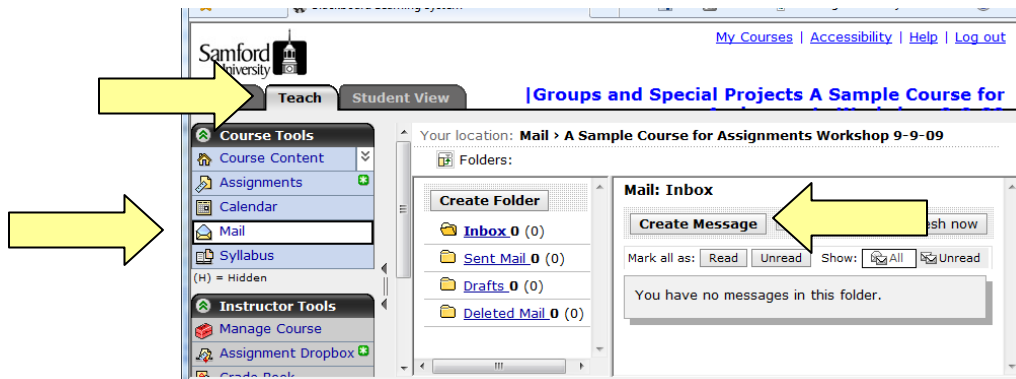 My Courses | Accessibility | Help | Log out
Samford
University
Teach
Student View
|Groups and Special Projects A Sample Course for
Course Tools
Your location: Mail › A Sample Course for Assignments Workshop 9-9-09
Course Content
Folders:
Assignments
Calendar
Mail
Syllabus
(H) = Hidden
Instructor Tools
Manage Course
Assignment Dropbox
Create Folder
Inbox 0 (0)
Sent Mail 0 (0)
Drafts 0 (0)
Deleted Mail 0 (0)
Mail: Inbox
Create Message now
Mark all as: Read Unread Show: All Unread
You have no messages in this folder.